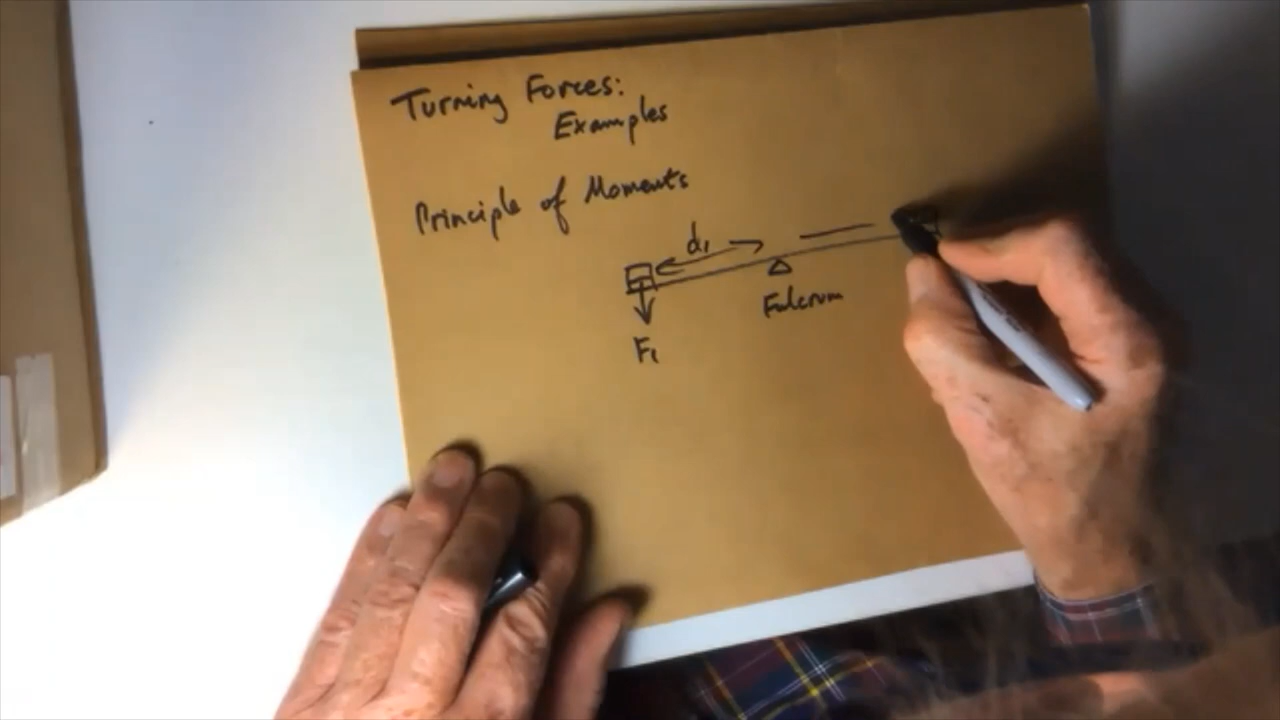 Turning Forces:
Examples
Principle of Moments
d₁
Fulcrum
F₁